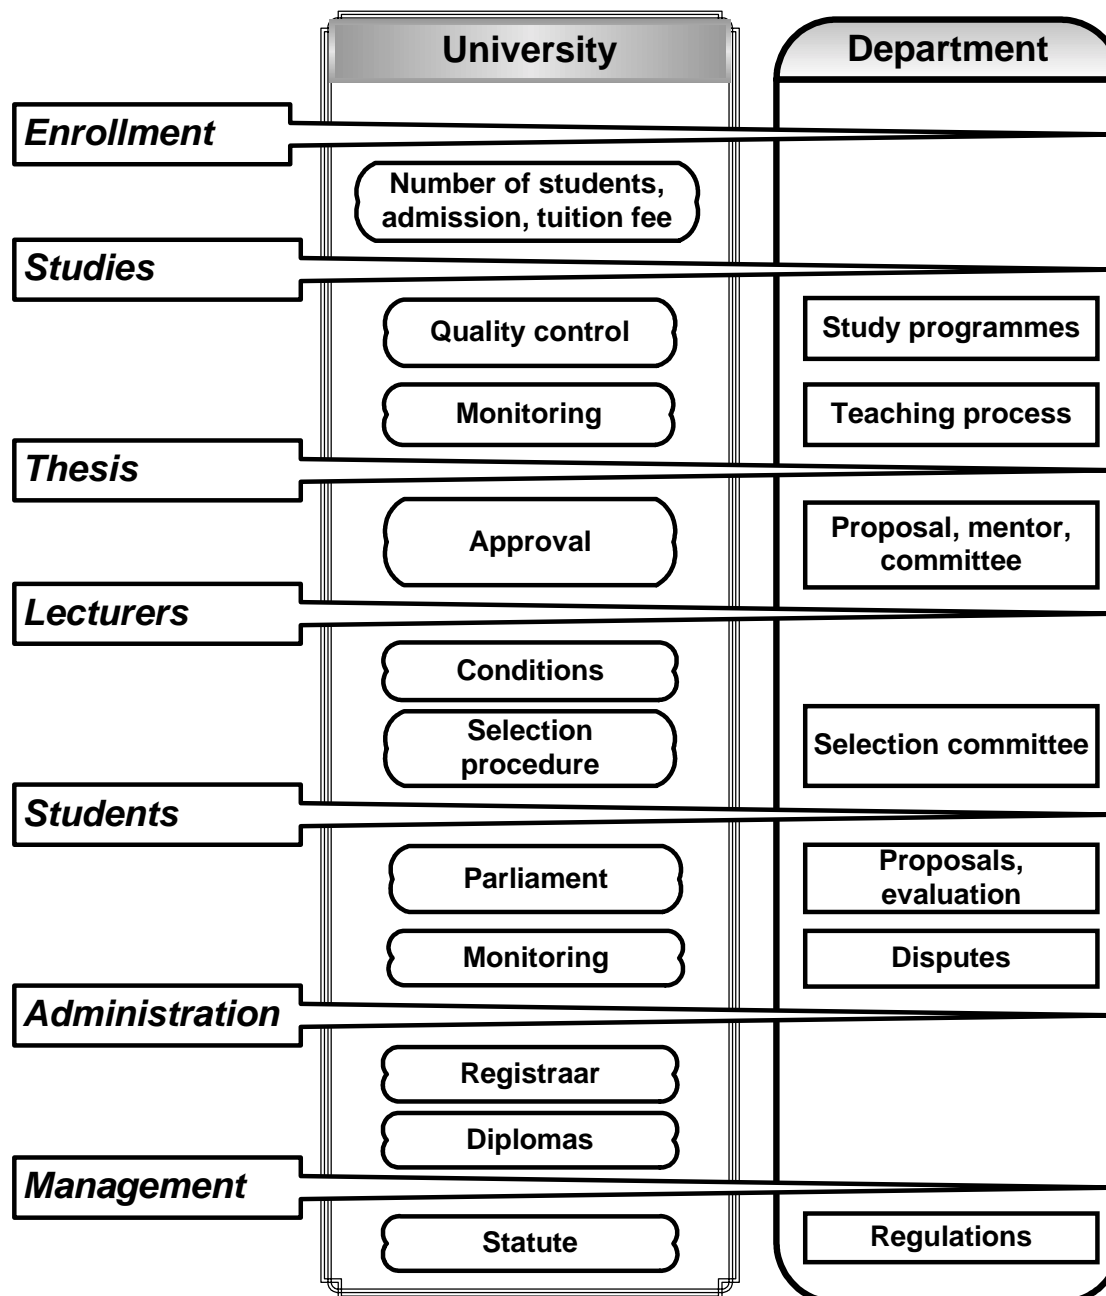 University
Department
Enrollment
Number of students,
admission, tuition fee
Studies
Quality control
Study programmes
Monitoring
Teaching process
Thesis
Approval
Proposal, mentor,
committee
Lecturers
Conditions
Selection
procedure
Selection committee
Students
Parliament
Proposals,
evaluation
Monitoring
Disputes
Administration
Registraar
Diplomas
Management
Statute
Regulations